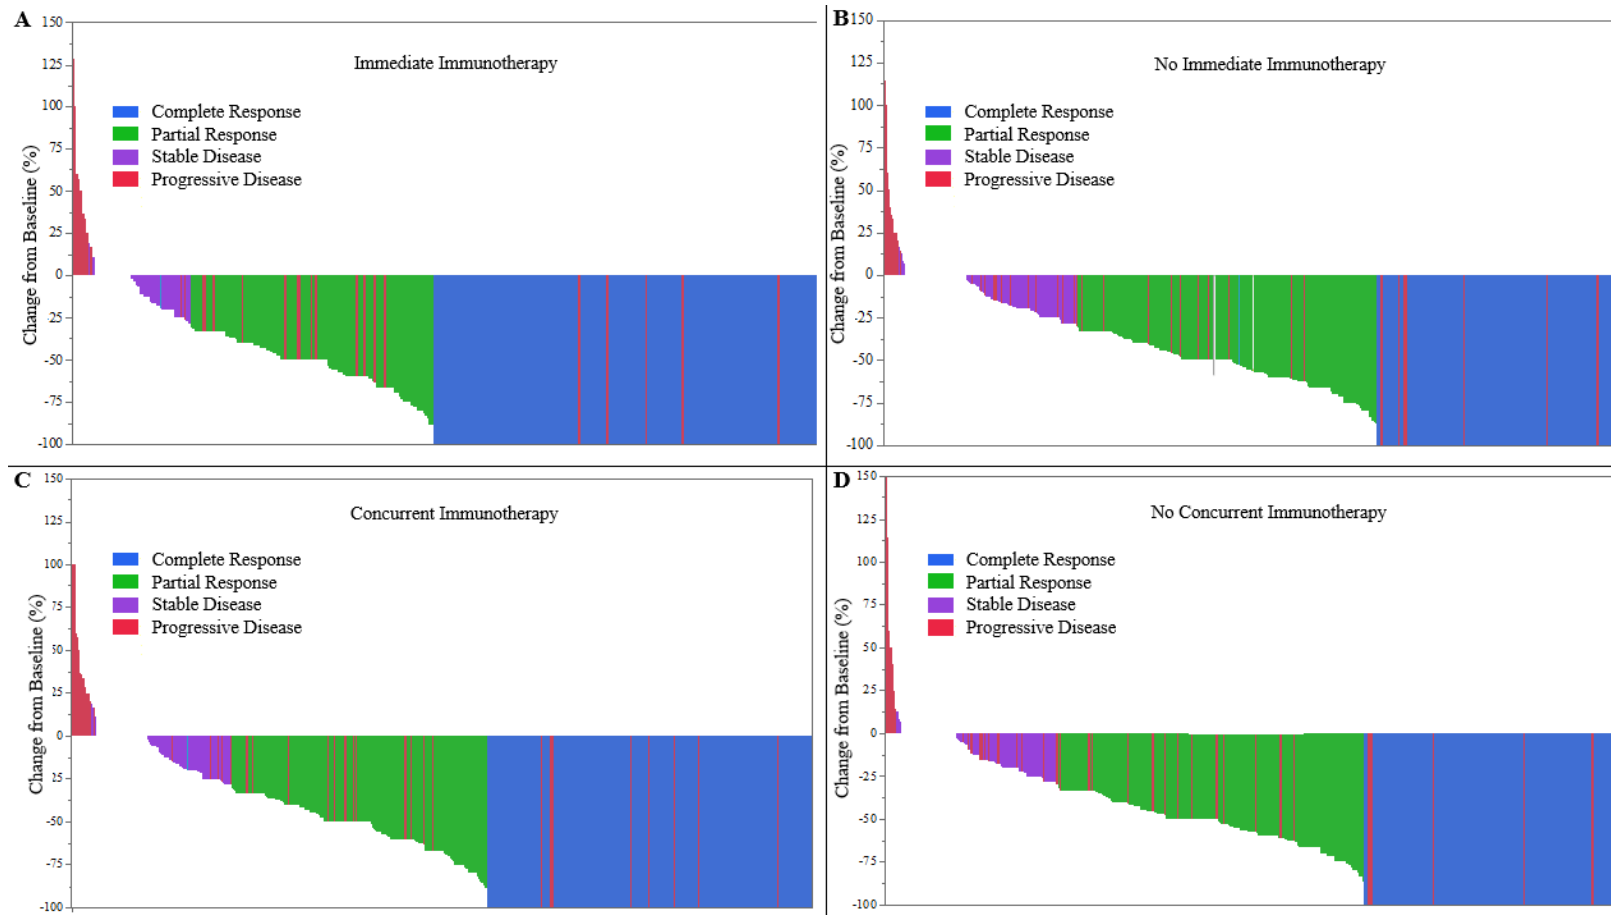 A
150
125
100
75
50
25
0
-25
-50
-75
-100
Change from Baseline (%)
Immediate Immunotherapy
Complete Response
Partial Response
Stable Disease
Progressive Disease
B
150
125
100
75
50
25
0
-25
-50
-75
-100
Change from Baseline (%)
No Immediate Immunotherapy
Complete Response
Partial Response
Stable Disease
Progressive Disease
C
150
125
100
75
50
25
0
25
-50
-75
-100
Change from Baseline (%)
Concurrent Immunotherapy
Complete Response
Partial Response
Stable Disease
Progressive Disease
D
150
125
100
75
50
25
0
-25
-50
-75
-100
Change from Baseline (%)
No Concurrent Immunotherapy
Complete Response
Partial Response
Stable Disease
Progressive Disease